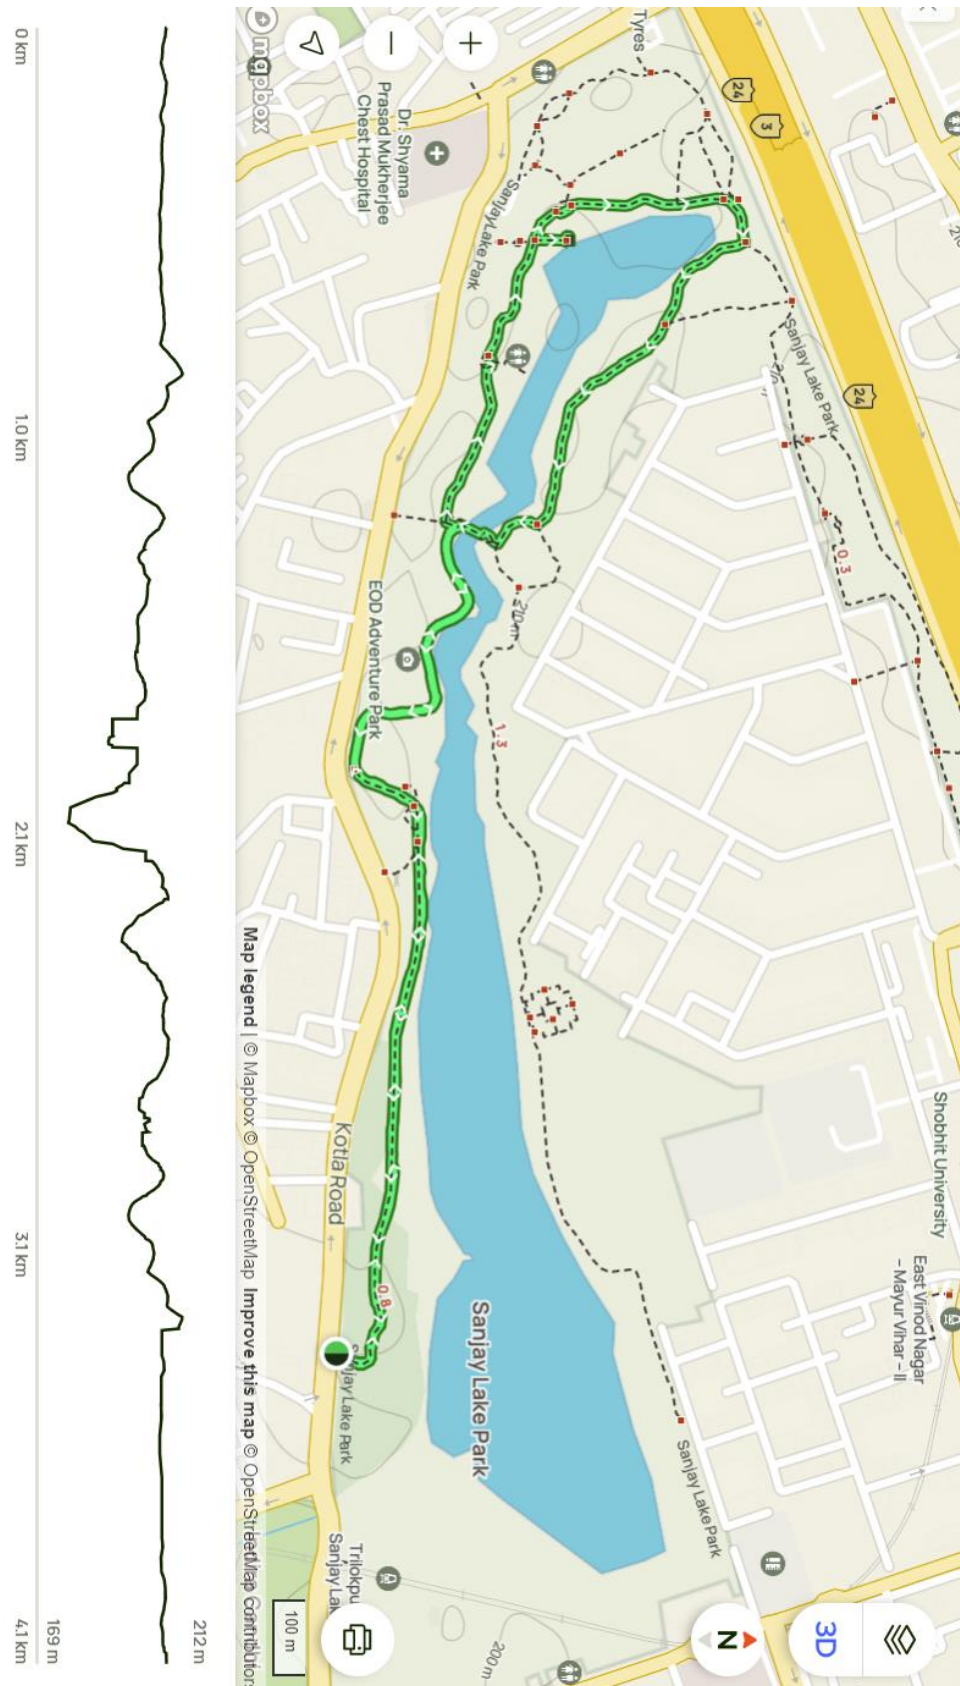 Tyres
24
3
Dr. Shyama
Prasad Mukherjee
Chest Hospital
mapbox
Sanjay Lake Park
Sanjay Lake Park
24
0.3
210 m
EOD Adventure Park
1.3
Shobhit University
East Vinod Nagar
- Mayur Vihar - II
Kotla Road
0.8
Sanjay Lake Park
Sanjay Lake Park
Sanjay Lake Park
200 m
100 m
N
3D
Map legend | © Mapbox © OpenStreetMap Improve this map © OpenStreetMap contributors
212 m
169 m
0 km
1.0 km
2.1 km
3.1 km
4.1 km